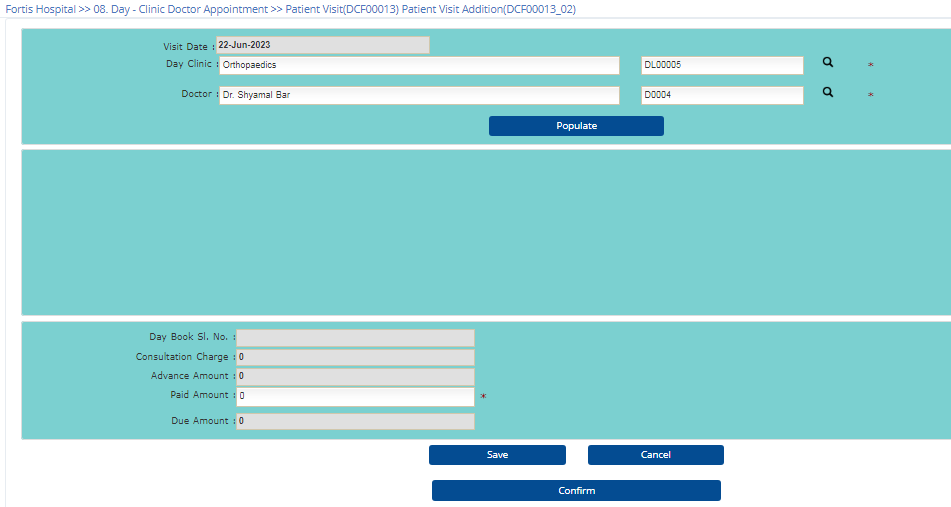 Fortis Hospital >> 08. Day - Clinic Doctor Appointment >> Patient Visit(DCF00013) Patient Visit Addition(DCF00013_02)
Visit Date : 22-Jun-2023
Day Clinic : Orthopaedics DL00005 *
Doctor : Dr. Shyamal Bar D0004 *
Populate
Day Book Sl. No. :
Consultation Charge : 0
Advance Amount : 0
Paid Amount : 0 *
Due Amount : 0
Save Cancel
Confirm